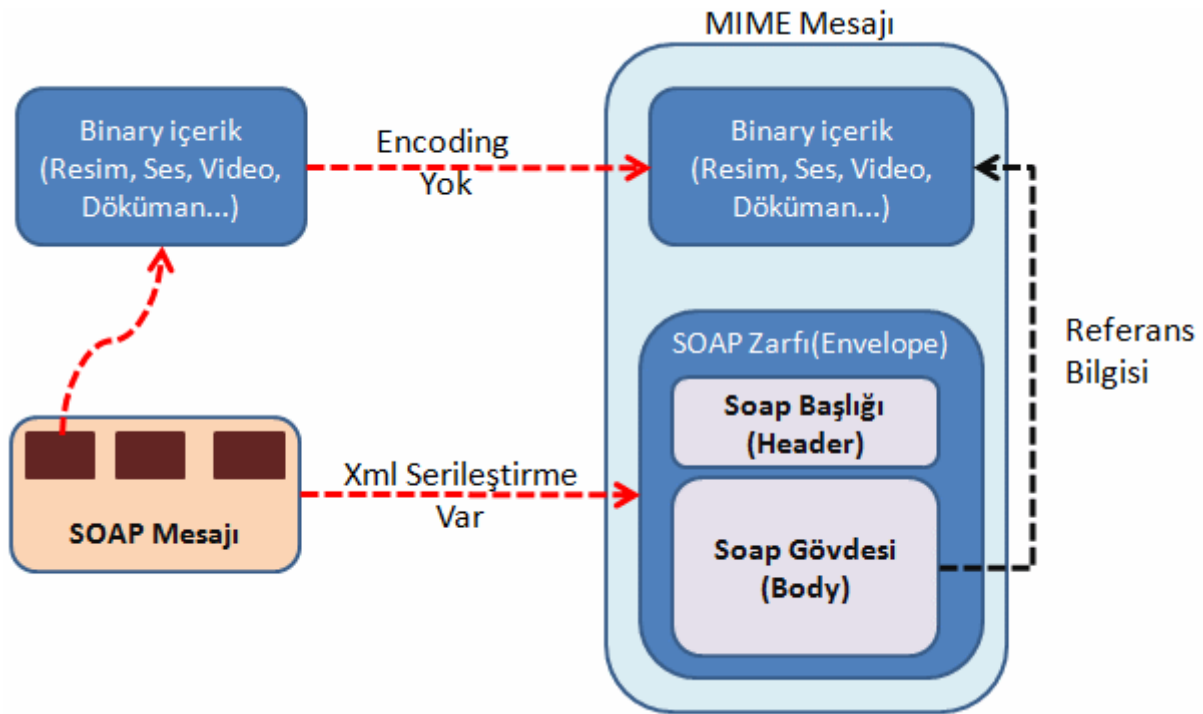 MIME Mesajı
Binary içerik
(Resim, Ses, Video,
Döküman...)
Encoding
Yok
Binary içerik
(Resim, Ses, Video,
Döküman...)
Referans
Bilgisi
SOAP Zarfı(Envelope)
Soap Başlığı
(Header)
SOAP Mesajı
Xml Serileştirme
Var
Soap Gövdesi
(Body)